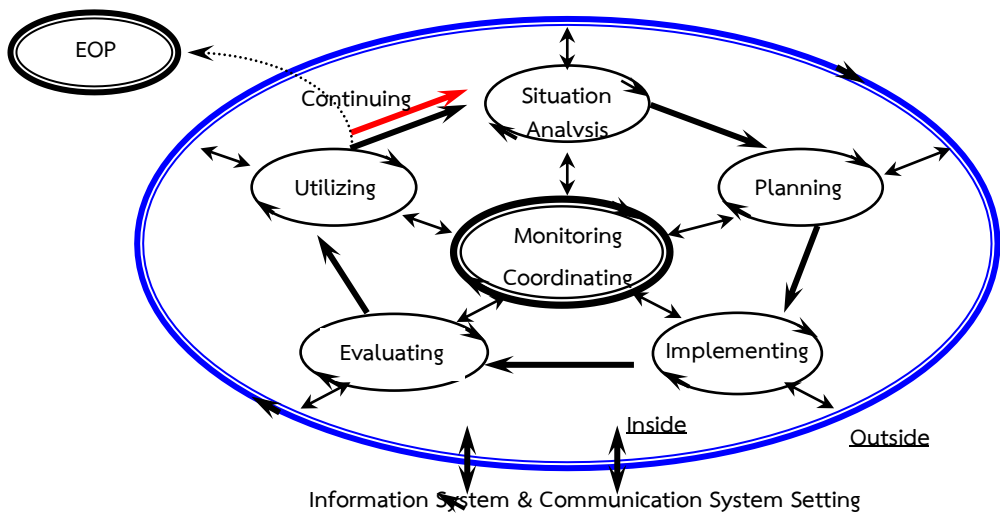 EOP
Continuing
Situation
Analysis
Utilizing
Planning
Monitoring
Coordinating
Evaluating
Implementing
Inside
Outside
Information System & Communication System Setting